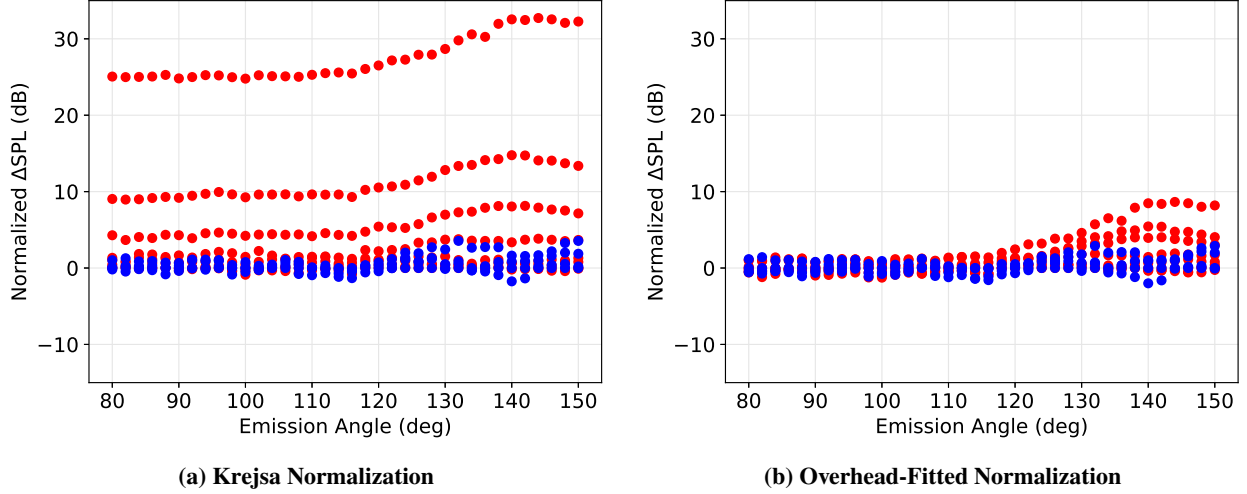 Normalized ΔSPL (dB)
30
20
10
0
−10
80 90 100 110 120 130 140 150
Emission Angle (deg)
(a) Krejsa Normalization
Normalized ΔSPL (dB)
30
20
10
0
−10
80 90 100 110 120 130 140 150
Emission Angle (deg)
(b) Overhead-Fitted Normalization